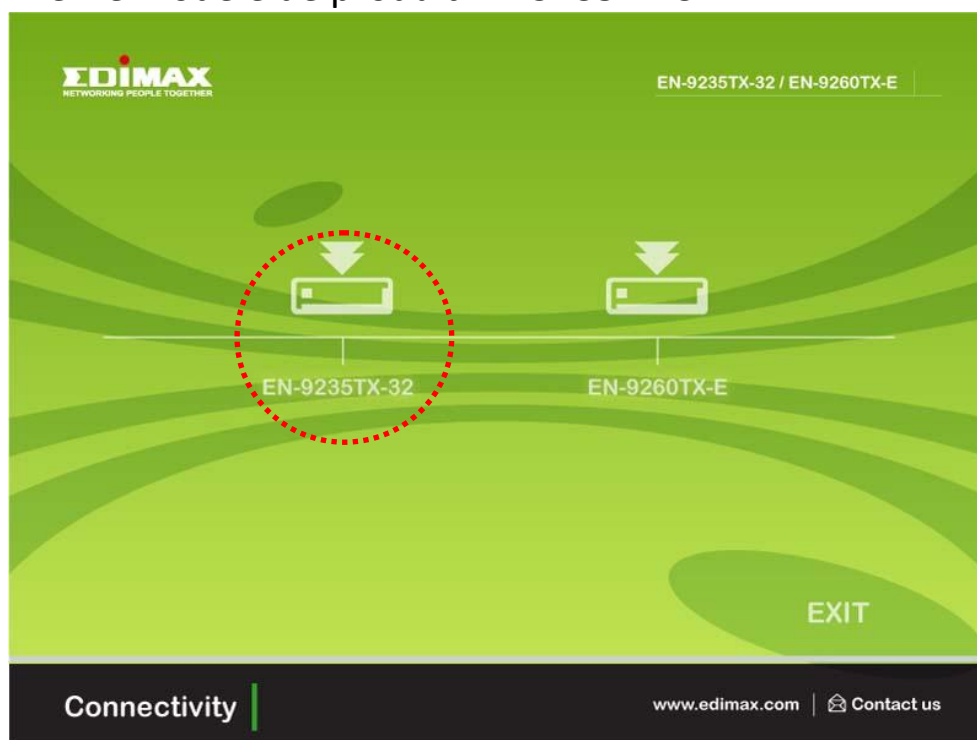 EDIMAX
NETWORKING PEOPLE TOGETHER
EN-9235TX-32 / EN-9260TX-E
EN-9235TX-32
EN-9260TX-E
EXIT
Connectivity
www.edimax.com
Contact us